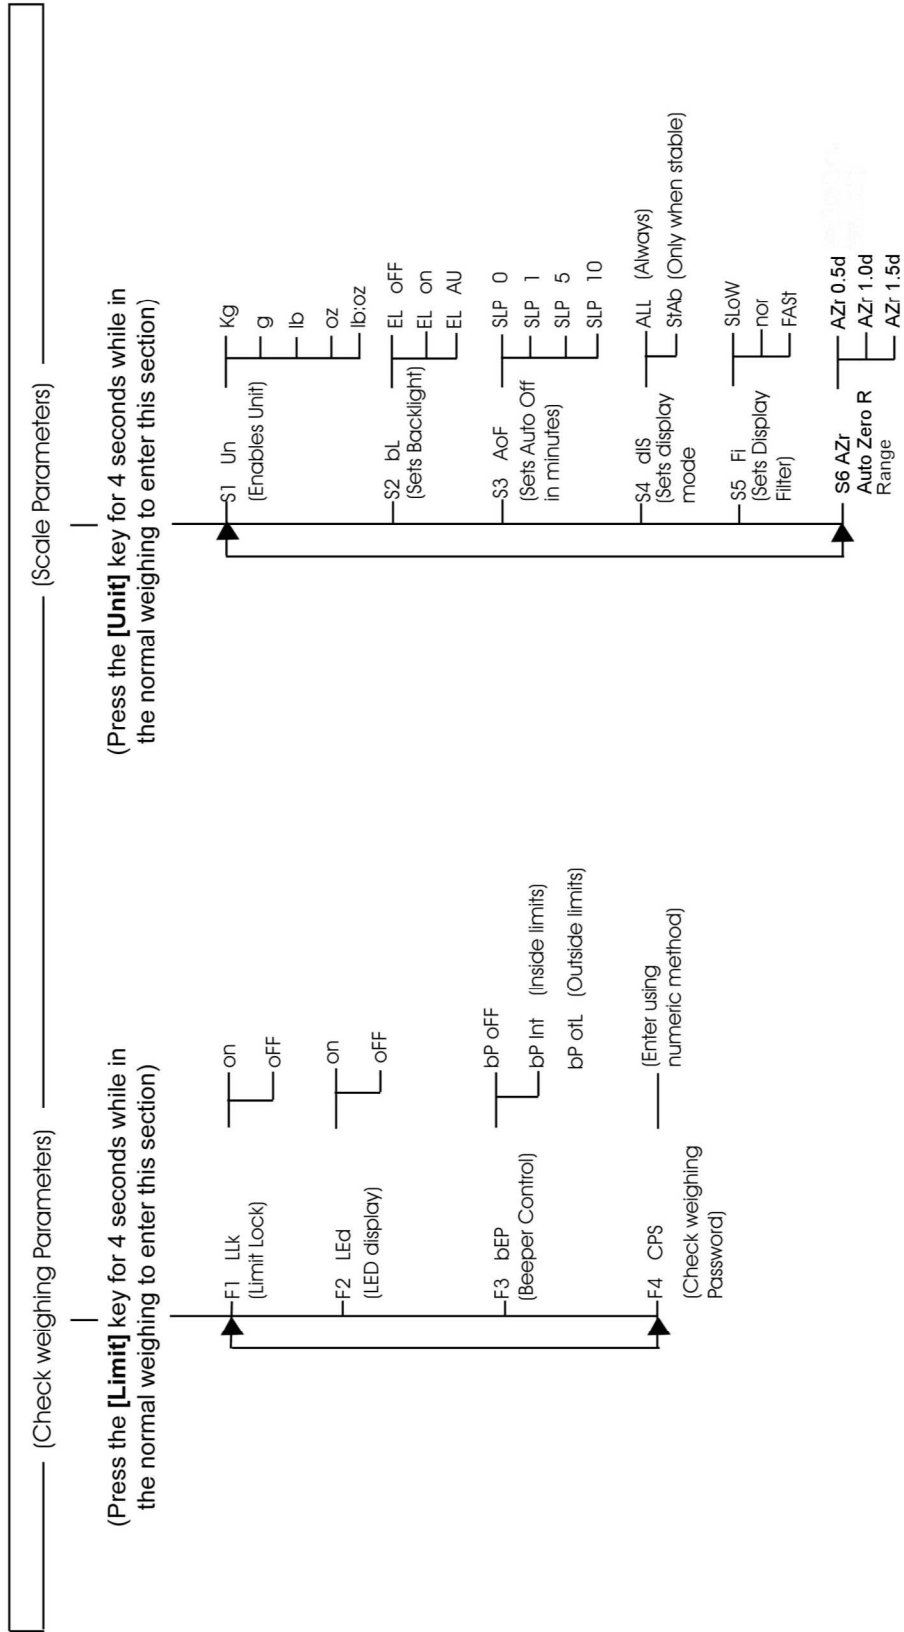 (Check weighing Parameters)
(Press the [Limit] key for 4 seconds while in
the normal weighing to enter this section)
F1 LLk
(Limit Lock)
on
oFF
F2 LEd
(LED display)
on
oFF
F3 bEP
(Beeper Control)
bP oFF
bP Int (Inside limits)
bP otL (Outside limits)
F4 CPS
(Check weighing
Password)
(Enter using
numeric method)
(Scale Parameters)
(Press the [Unit] key for 4 seconds while in
the normal weighing to enter this section)
S1 Un
(Enables Unit)
Kg
g
lb
oz
lb:oz
S2 bL
(Sets Backlight)
EL oFF
EL on
EL AU
S3 AoF
(Sets Auto Off
in minutes)
SLP 0
SLP 1
SLP 5
SLP 10
S4 dIS
(Sets display
mode
ALL (Always)
StAb (Only when stable)
S5 Fi
(Sets Display
Filter)
SLoW
nor
FASt
S6 AZr
Auto Zero R
Range
AZr 0.5d
AZr 1.0d
AZr 1.5d